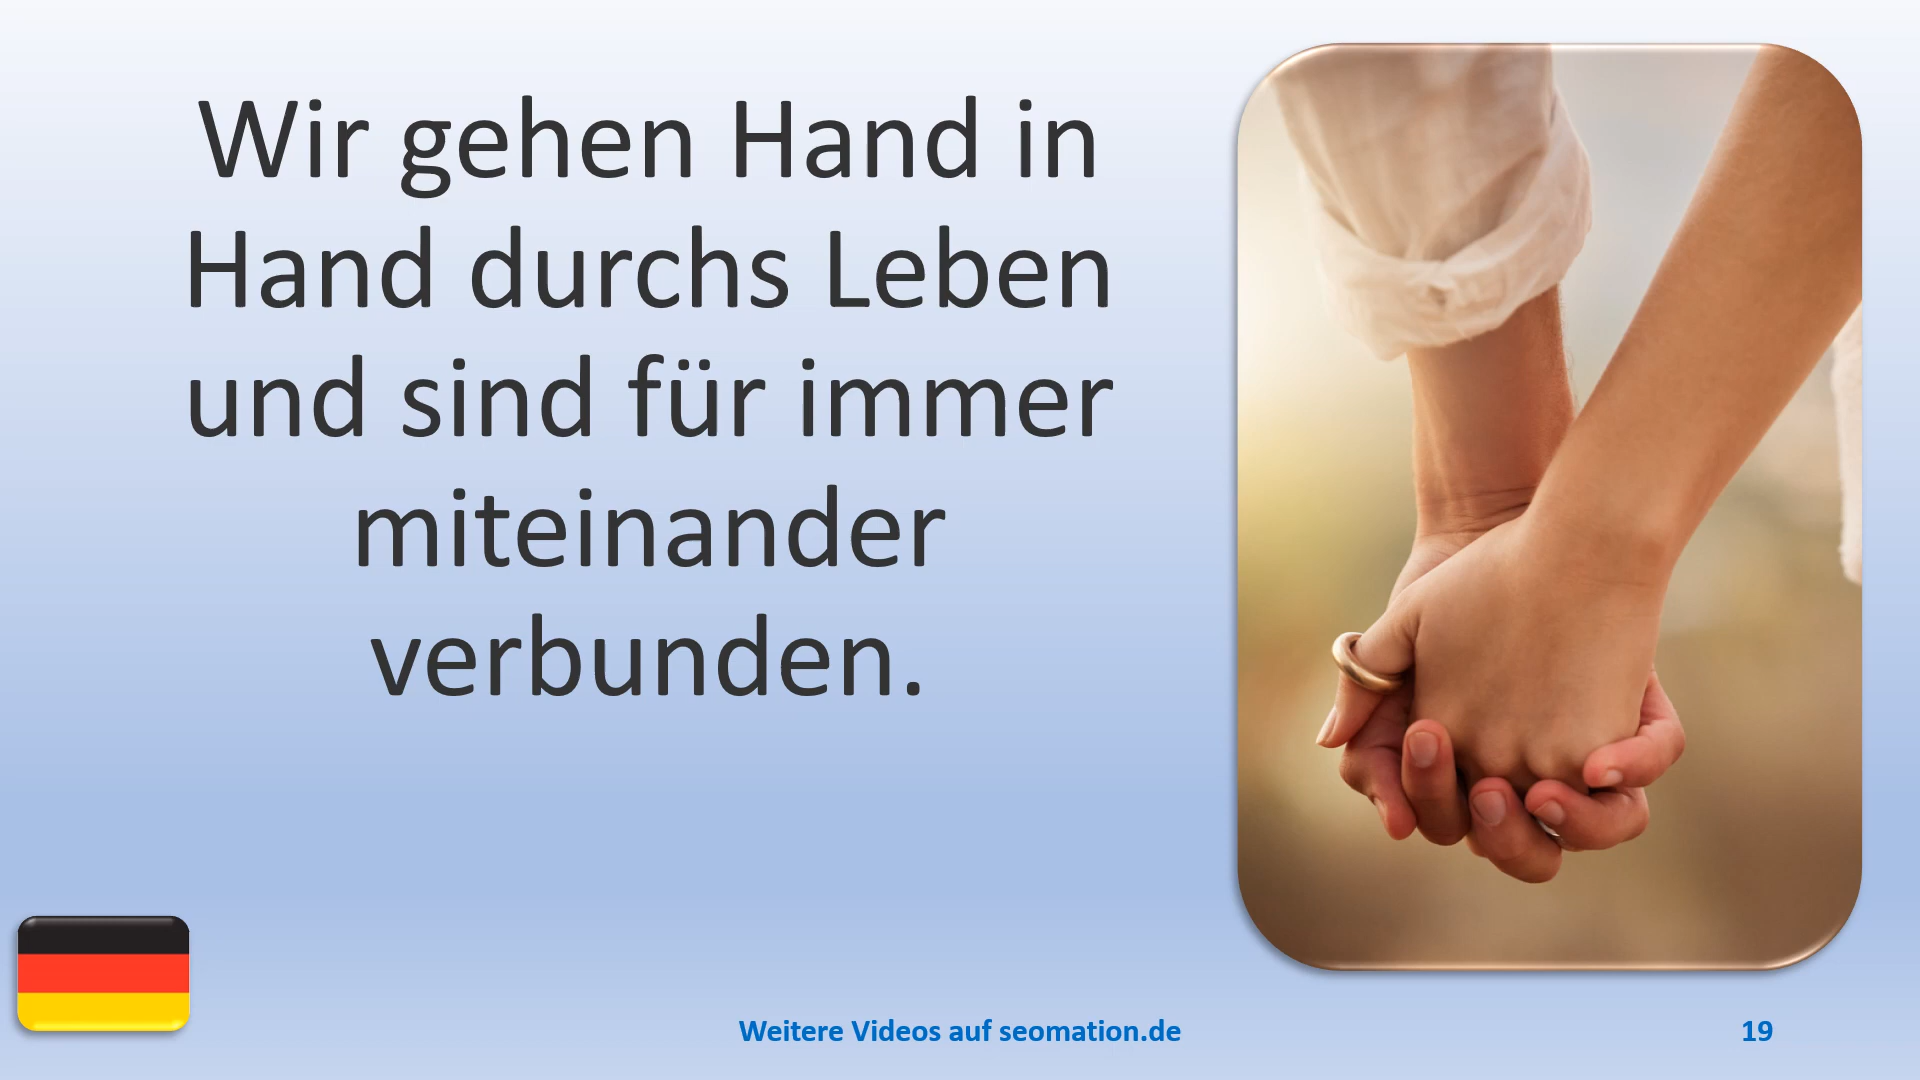 Wir gehen Hand in
Hand durchs Leben
und sind für immer
miteinander
verbunden.
Weitere Videos auf seomation.de
19